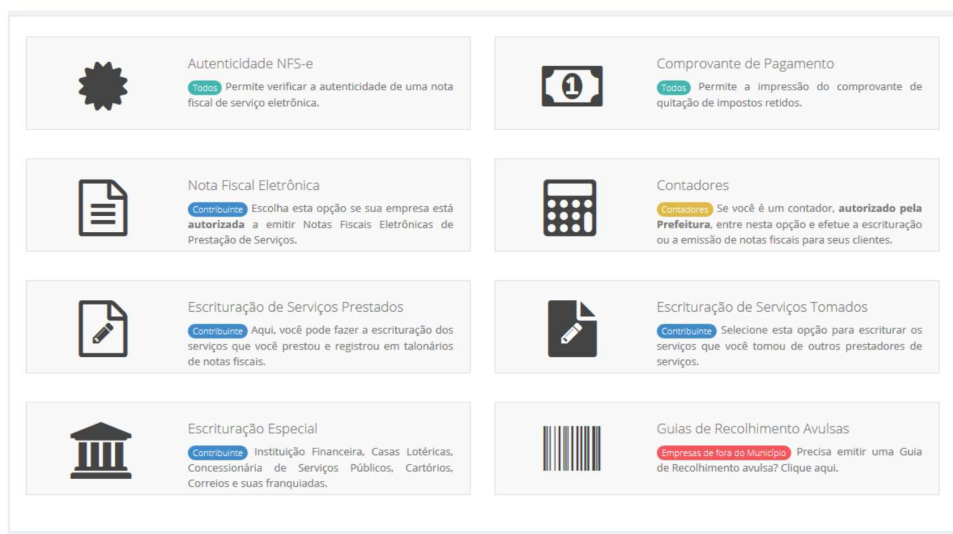 Autenticidade NFS-e
Todos Permite verificar a autenticidade de uma nota
fiscal de serviço eletrônica.
1
Comprovante de Pagamento
Todos Permite a impressão do comprovante de
quitação de impostos retidos.
Nota Fiscal Eletrônica
Contribuinte Escolha esta opção se sua empresa está
autorizada a emitir Notas Fiscais Eletrônicas de
Prestação de Serviços.
Contadores
Contadores Se você é um contador, autorizado pela
Prefeitura, entre nesta opção e efetue a escrituração
ou a emissão de notas fiscais para seus clientes.
Escrituração de Serviços Prestados
Contribuinte Aqui, você pode fazer a escrituração dos
serviços que você prestou e registrou em talonários
de notas fiscais.
Escrituração de Serviços Tomados
Contribuinte Selecione esta opção para escriturar os
serviços que você tomou de outros prestadores de
serviços.
Escrituração Especial
Contribuinte Instituição Financeira, Casas Lotéricas,
Concessionária de Serviços Públicos, Cartórios,
Correios e suas franquiadas.
Guias de Recolhimento Avulsas
Empresas de fora do Município Precisa emitir uma Guia
de Recolhimento avulsa? Clique aqui.